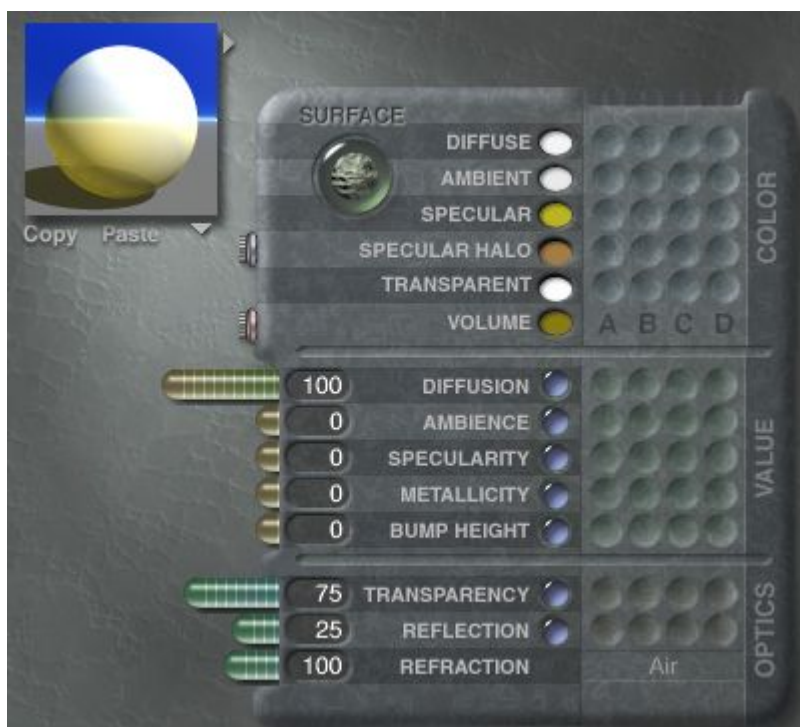 SURFACE
DIFFUSE
AMBIENT
SPECULAR
SPECULAR HALO
TRANSPARENT
VOLUME
A B C D
COLOR
Copy Paste
100 DIFFUSION
0 AMBIENCE
0 SPECULARITY
0 METALLICITY
0 BUMP HEIGHT
VALUE
75 TRANSPARENCY
25 REFLECTION
100 REFRACTION Air
OPTICS